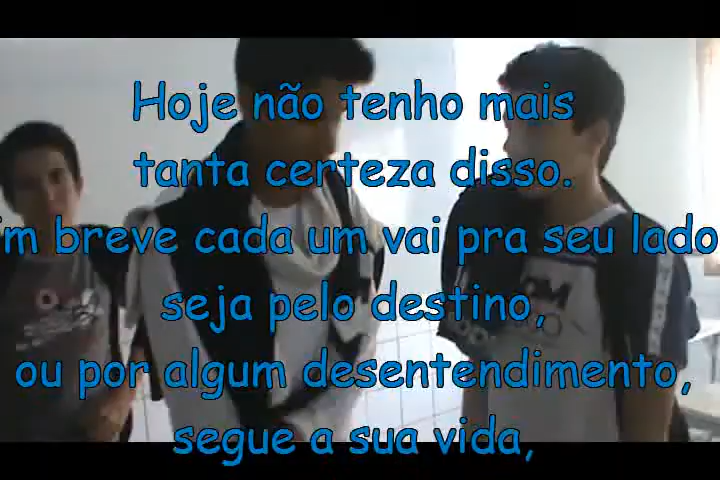 Hoje não tenho mais
tanta certeza disso.
m breve cada um vai pra seu lado
seja pelo destino,
ou por algum desentendimento,
segue a sua vida,